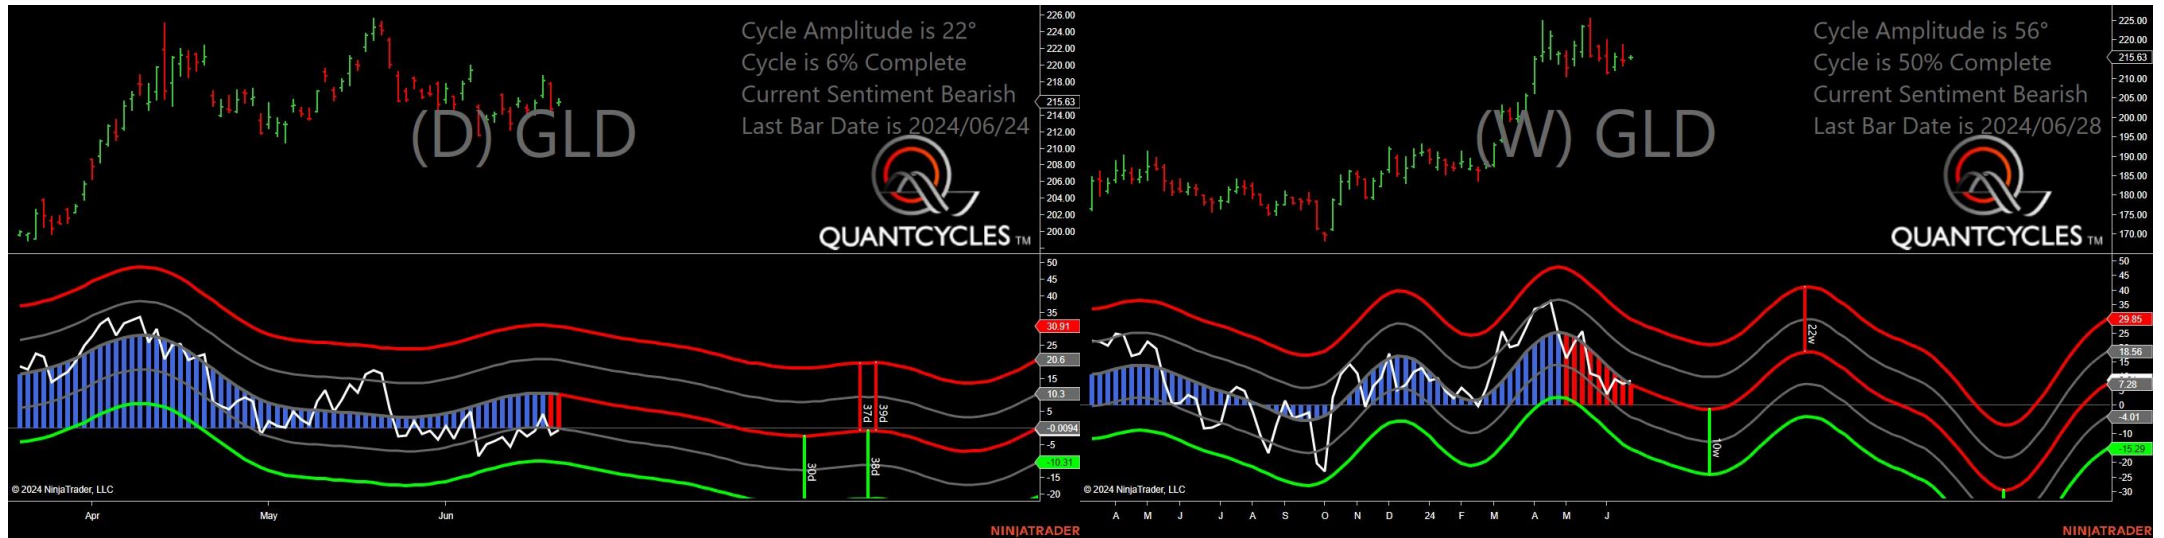 Cycle Amplitude is 22°
Cycle is 6% Complete
Current Sentiment Bearish
Last Bar Date is 2024/06/24
(D) GLD
QUANTCYCLES TM
226.00
224.00
222.00
220.00
218.00
215.63
214.00
212.00
210.00
208.00
206.00
204.00
202.00
200.00
50
45
40
35
30.91
25
20.6
15
10.3
5
-0.0094
-5
-10.31
-15
-20
37d
39d
30d
38d
© 2024 NinjaTrader, LLC
Apr May Jun
NINJATRADER
Cycle Amplitude is 56°
Cycle is 50% Complete
Current Sentiment Bearish
Last Bar Date is 2024/06/28
(W) GLD
QUANTCYCLES TM
225.00
220.00
215.63
210.00
205.00
200.00
195.00
190.00
185.00
180.00
175.00
170.00
50
45
40
35
29.85
25
18.56
15
7.28
0
-4.01
-10
-15.29
-20
-25
-30
22w
10w
© 2024 NinjaTrader, LLC
A M J J A S O N D 24 F M A M J
NINJATRADER